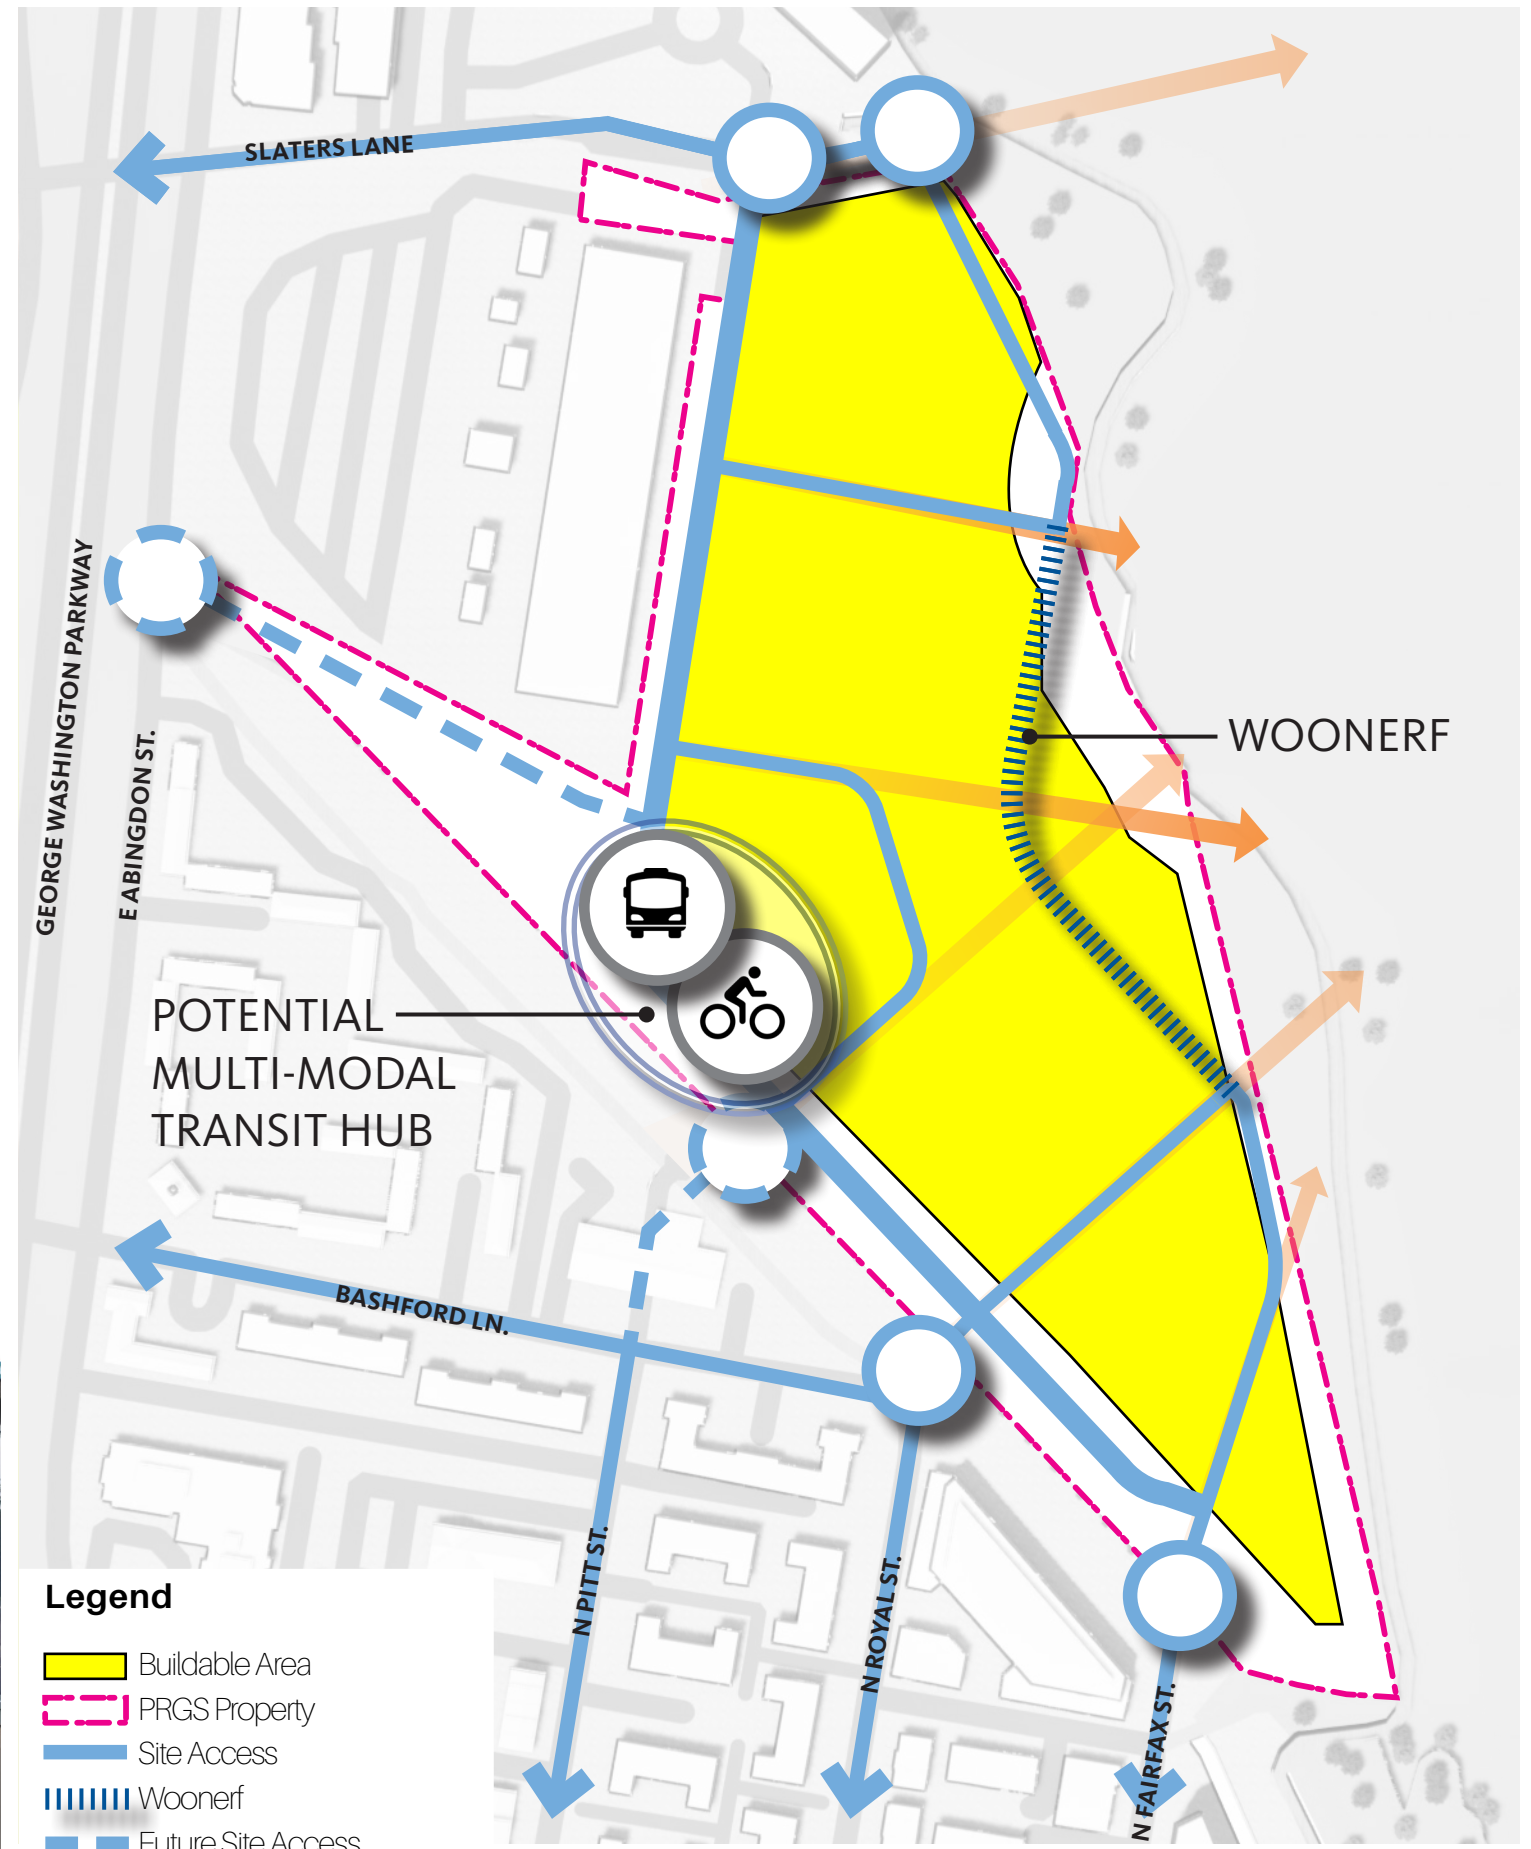 SLATERS LANE
GEORGE WASHINGTON PARKWAY
E ABINGDON ST.
WOONERF
POTENTIAL
MULTI-MODAL
TRANSIT HUB
BASHFORD LN.
N PITT ST.
N ROYAL ST.
N FAIRFAX ST.
Legend
Buildable Area
PRGS Property
Site Access
Woonerf
Future Site Access